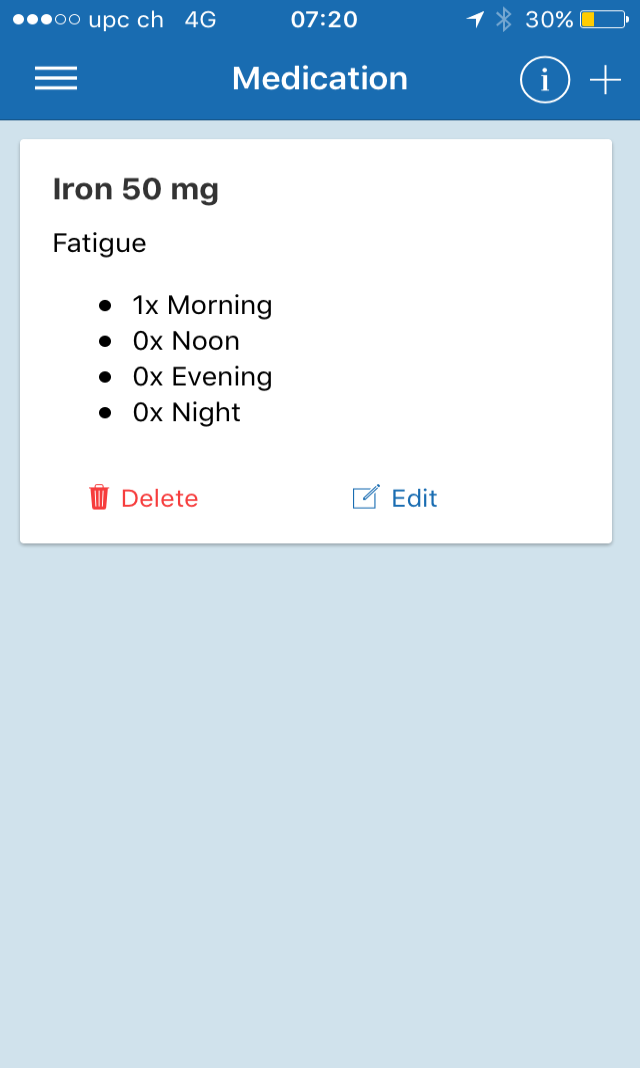 upc ch 4G 07:20 30%
Medication
Iron 50 mg
Fatigue
1x Morning
0x Noon
0x Evening
0x Night
Delete Edit